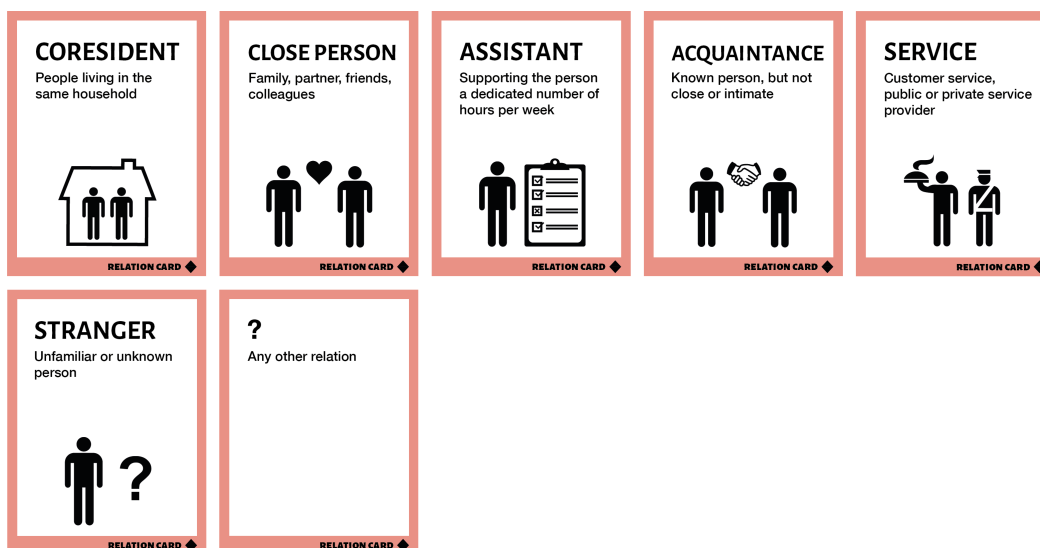 CORESIDENT
People living in the
same household
RELATION CARD
CLOSE PERSON
Family, partner, friends,
colleagues
RELATION CARD
ASSISTANT
Supporting the person
a dedicated number of
hours per week
RELATION CARD
ACQUAINTANCE
Known person, but not
close or intimate
RELATION CARD
SERVICE
Customer service,
public or private service
provider
RELATION CARD
STRANGER
Unfamiliar or unknown
person
?
RELATION CARD
?
Any other relation
RELATION CARD